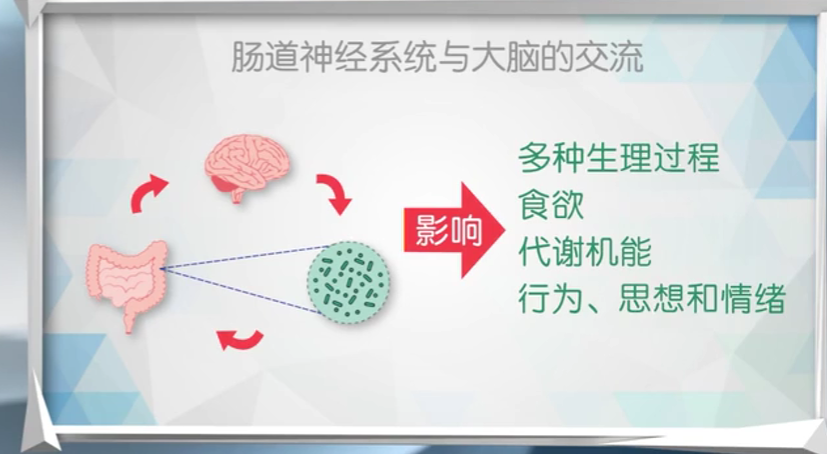 肠道神经系统与大脑的交流
影响
多种生理过程
食欲
代谢机能
行为、思想和情绪